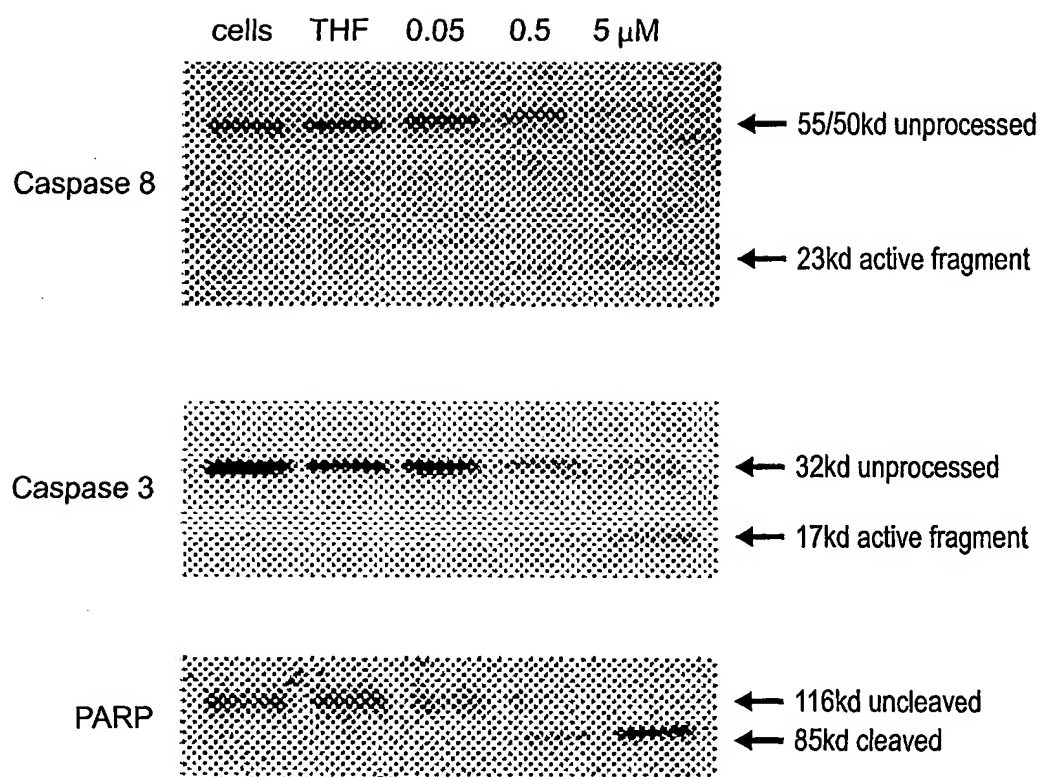 cells THF 0.05 0.5 5 µM
55/50kd unprocessed
Caspase 8
23kd active fragment
32kd unprocessed
Caspase 3
17kd active fragment
116kd uncleaved
PARP
85kd cleaved